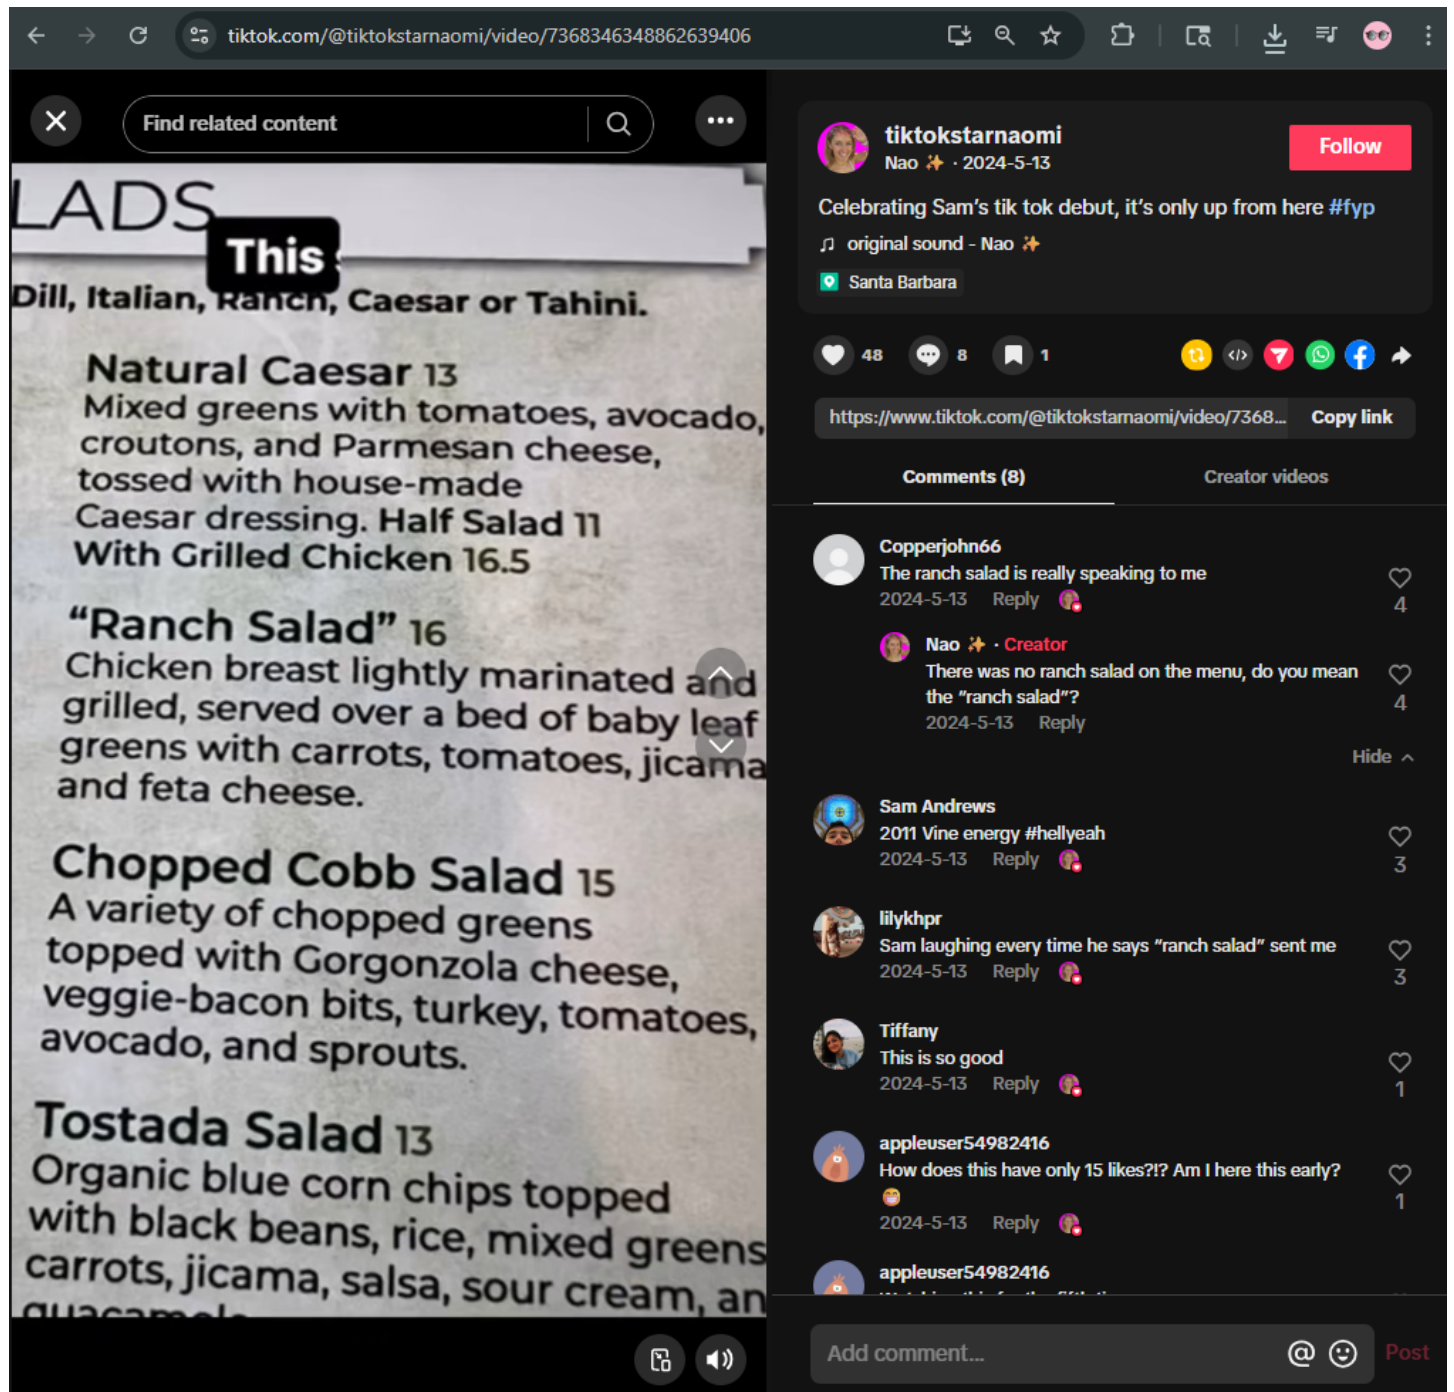 tiktok.com/@tiktokstarnaomi/video/7368346348862639406
Find related content
LADS
This
Dill, Italian, Ranch, Caesar or Tahini.
Natural Caesar 13
Mixed greens with tomatoes, avocado,
croutons, and Parmesan cheese,
tossed with house-made
Caesar dressing. Half Salad 11
With Grilled Chicken 16.5
“Ranch Salad” 16
Chicken breast lightly marinated and
grilled, served over a bed of baby leaf
greens with carrots, tomatoes, jicama
and feta cheese.
Chopped Cobb Salad 15
A variety of chopped greens
topped with Gorgonzola cheese,
veggie-bacon bits, turkey, tomatoes,
avocado, and sprouts.
Tostada Salad 13
Organic blue corn chips topped
with black beans, rice, mixed greens
carrots, jicama, salsa, sour cream, an
tiktokstarnaomi
Nao ✨ · 2024-5-13
Follow
Celebrating Sam’s tik tok debut, it’s only up from here #fyp
♫ original sound - Nao ✨
Santa Barbara
48
8
1
https://www.tiktok.com/@tiktokstarnaomi/video/7368...
Copy link
Comments (8)
Creator videos
Copperjohn66
The ranch salad is really speaking to me
2024-5-13 Reply
4
Nao ✨ · Creator
There was no ranch salad on the menu, do you mean
the “ranch salad”?
2024-5-13 Reply
4
Hide
Sam Andrews
2011 Vine energy #hellyeah
2024-5-13 Reply
3
lilykhpr
Sam laughing every time he says “ranch salad” sent me
2024-5-13 Reply
3
Tiffany
This is so good
2024-5-13 Reply
1
appleuser54982416
How does this have only 15 likes?!? Am I here this early?
😁
2024-5-13 Reply
1
appleuser54982416
Add comment...
@
Post